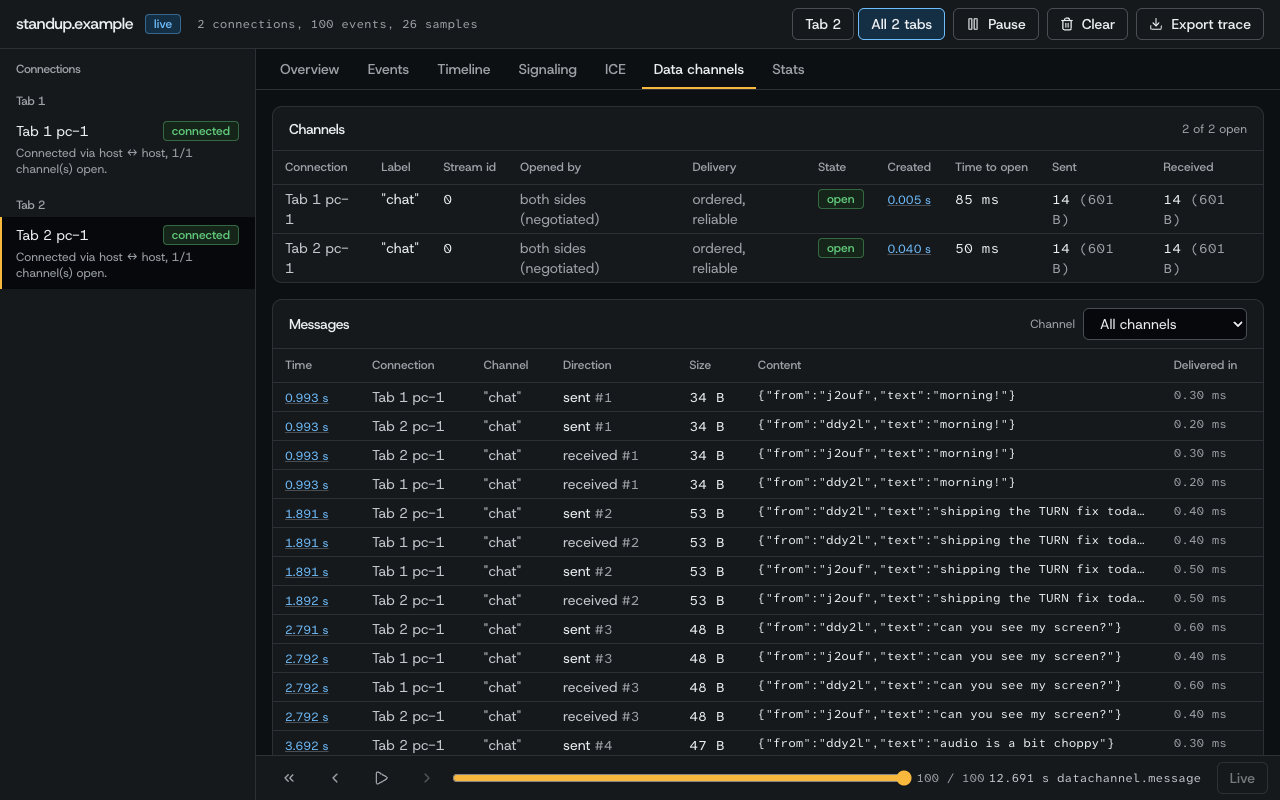 standup.example live 2 connections, 100 events, 26 samples Tab 2 All 2 tabs Pause Clear Export trace
Connections
Tab 1
Tab 1 pc-1 connected
Connected via host ↔ host, 1/1
channel(s) open.
Tab 2
Tab 2 pc-1 connected
Connected via host ↔ host, 1/1
channel(s) open.
Overview Events Timeline Signaling ICE Data channels Stats
Channels 2 of 2 open
Connection Label Stream id Opened by Delivery State Created Time to open Sent Received
Tab 1 pc- "chat" 0 both sides ordered, open 0.005 s 85 ms 14 (601 14 (601
1 (negotiated) reliable B) B)
Tab 2 pc- "chat" 0 both sides ordered, open 0.040 s 50 ms 14 (601 14 (601
1 (negotiated) reliable B) B)
Messages Channel All channels
Time Connection Channel Direction Size Content Delivered in
0.993 s Tab 1 pc-1 "chat" sent #1 34 B {"from":"j2ouf","text":"morning!"} 0.30 ms
0.993 s Tab 2 pc-1 "chat" sent #1 34 B {"from":"ddy2l","text":"morning!"} 0.20 ms
0.993 s Tab 2 pc-1 "chat" received #1 34 B {"from":"j2ouf","text":"morning!"} 0.30 ms
0.993 s Tab 1 pc-1 "chat" received #1 34 B {"from":"ddy2l","text":"morning!"} 0.20 ms
1.891 s Tab 2 pc-1 "chat" sent #2 53 B {"from":"ddy2l","text":"shipping the TURN fix toda… 0.40 ms
1.891 s Tab 1 pc-1 "chat" received #2 53 B {"from":"ddy2l","text":"shipping the TURN fix toda… 0.40 ms
1.891 s Tab 1 pc-1 "chat" sent #2 53 B {"from":"j2ouf","text":"shipping the TURN fix toda… 0.50 ms
1.892 s Tab 2 pc-1 "chat" received #2 53 B {"from":"j2ouf","text":"shipping the TURN fix toda… 0.50 ms
2.791 s Tab 2 pc-1 "chat" sent #3 48 B {"from":"ddy2l","text":"can you see my screen?"} 0.60 ms
2.792 s Tab 1 pc-1 "chat" sent #3 48 B {"from":"j2ouf","text":"can you see my screen?"} 0.40 ms
2.792 s Tab 1 pc-1 "chat" received #3 48 B {"from":"ddy2l","text":"can you see my screen?"} 0.60 ms
2.792 s Tab 2 pc-1 "chat" received #3 48 B {"from":"j2ouf","text":"can you see my screen?"} 0.40 ms
3.692 s Tab 2 pc-1 "chat" sent #4 47 B {"from":"ddy2l","text":"audio is a bit choppy"} 0.30 ms
100 / 100 12.691 s datachannel.message Live